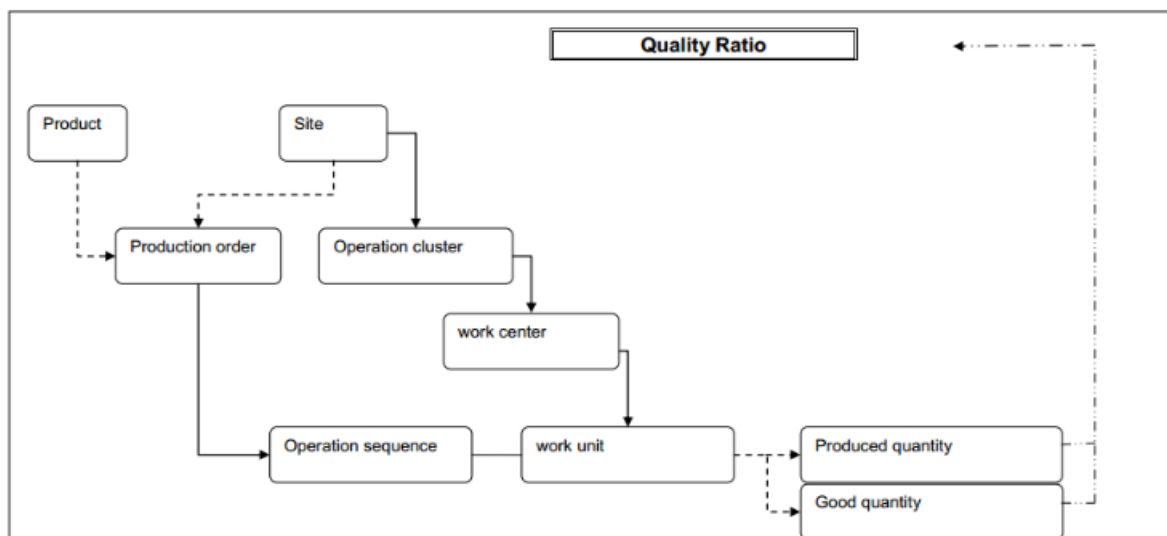 Quality Ratio
Product
Site
Production order
Operation cluster
work center
Operation sequence
work unit
Produced quantity
Good quantity